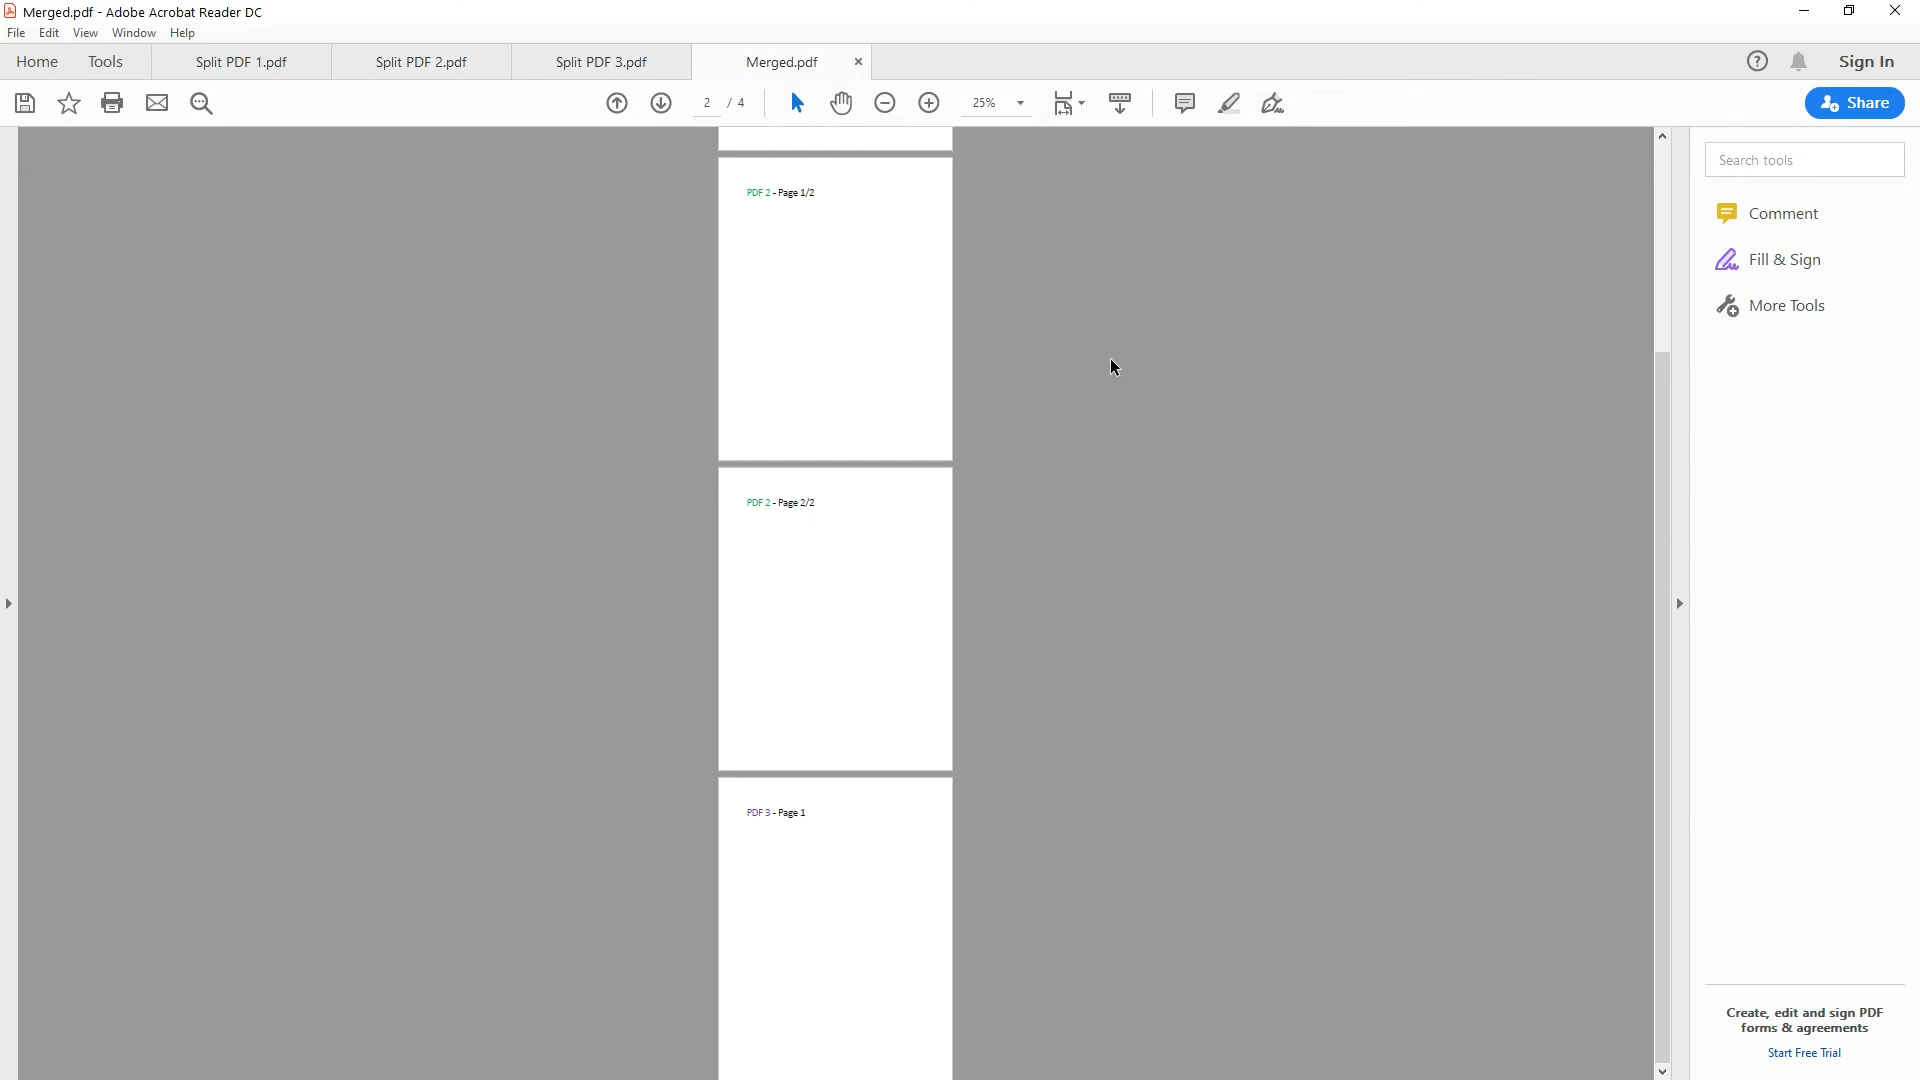 Merged.pdf - Adobe Acrobat Reader DC
File Edit View Window Help
Home Tools Split PDF 1.pdf Split PDF 2.pdf Split PDF 3.pdf Merged.pdf × Sign In
2 / 4 25% Share
PDF 2 - Page 1/2
PDF 2 - Page 2/2
PDF 3 - Page 1
Search tools
Comment
Fill & Sign
More Tools
Create, edit and sign PDF
forms & agreements
Start Free Trial